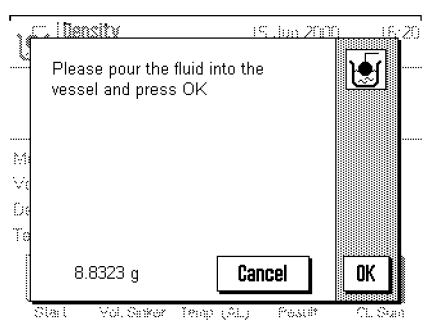 Density 15 Jun 2000 16:20
Please pour the fluid into the
vessel and press OK
8.8323 g
Cancel
OK
Start Vol. Sinker Temp (AL) Result CL Sum